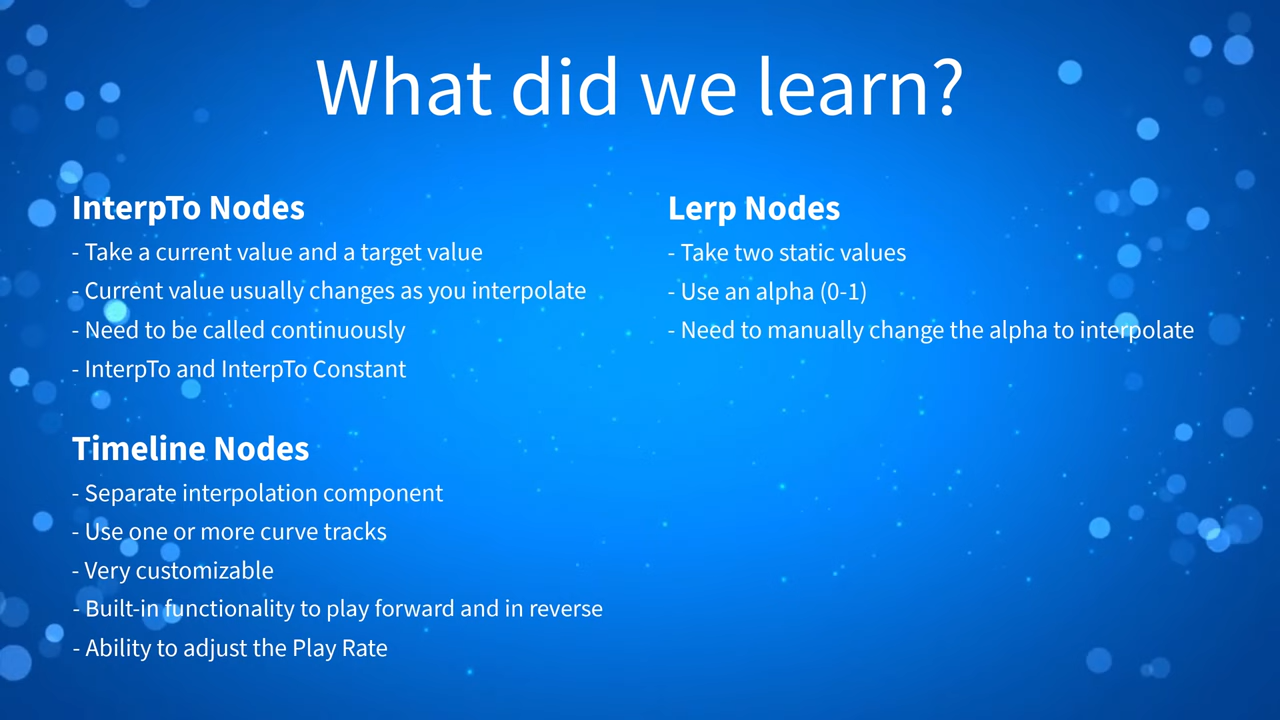 What did we learn?
InterpTo Nodes
- Take a current value and a target value
- Current value usually changes as you interpolate
- Need to be called continuously
- InterpTo and InterpTo Constant
Lerp Nodes
- Take two static values
- Use an alpha (0-1)
- Need to manually change the alpha to interpolate
Timeline Nodes
- Separate interpolation component
- Use one or more curve tracks
- Very customizable
- Built-in functionality to play forward and in reverse
- Ability to adjust the Play Rate